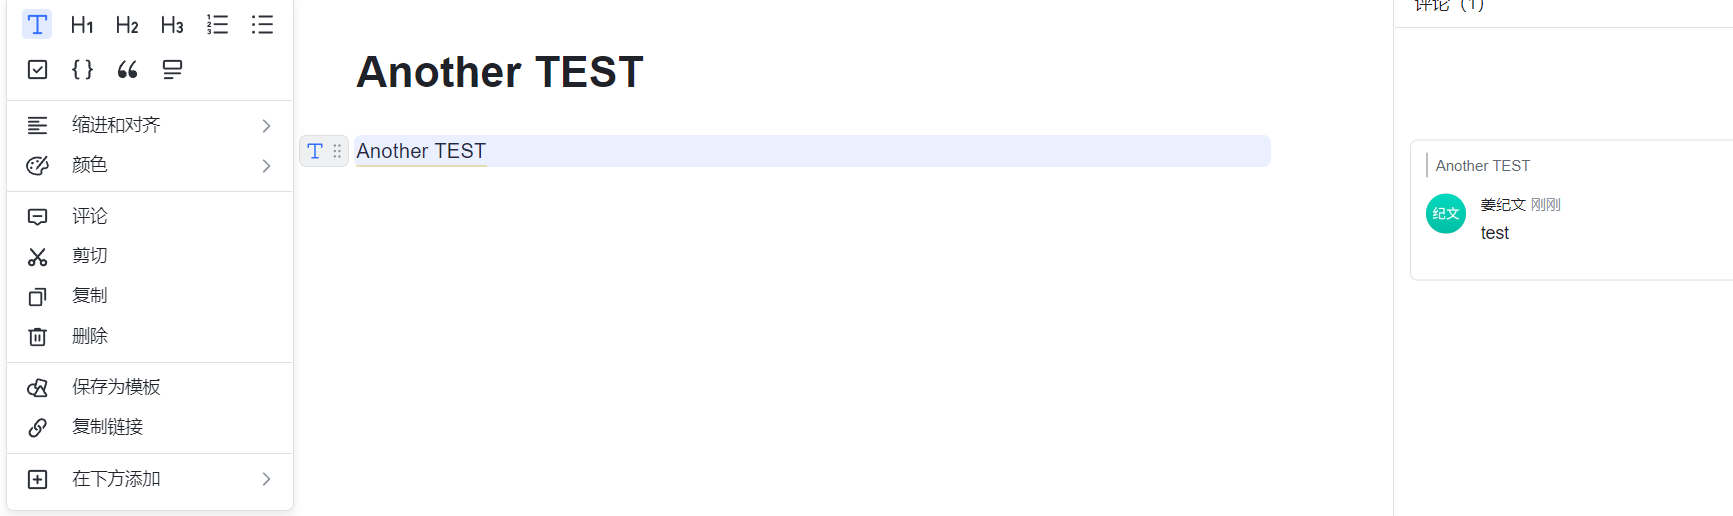 T H1 H2 H3
缩进和对齐
颜色
评论
剪切
复制
删除
保存为模板
复制链接
在下方添加
Another TEST
T Another TEST
评论（1）
Another TEST
纪文 姜纪文 刚刚
test